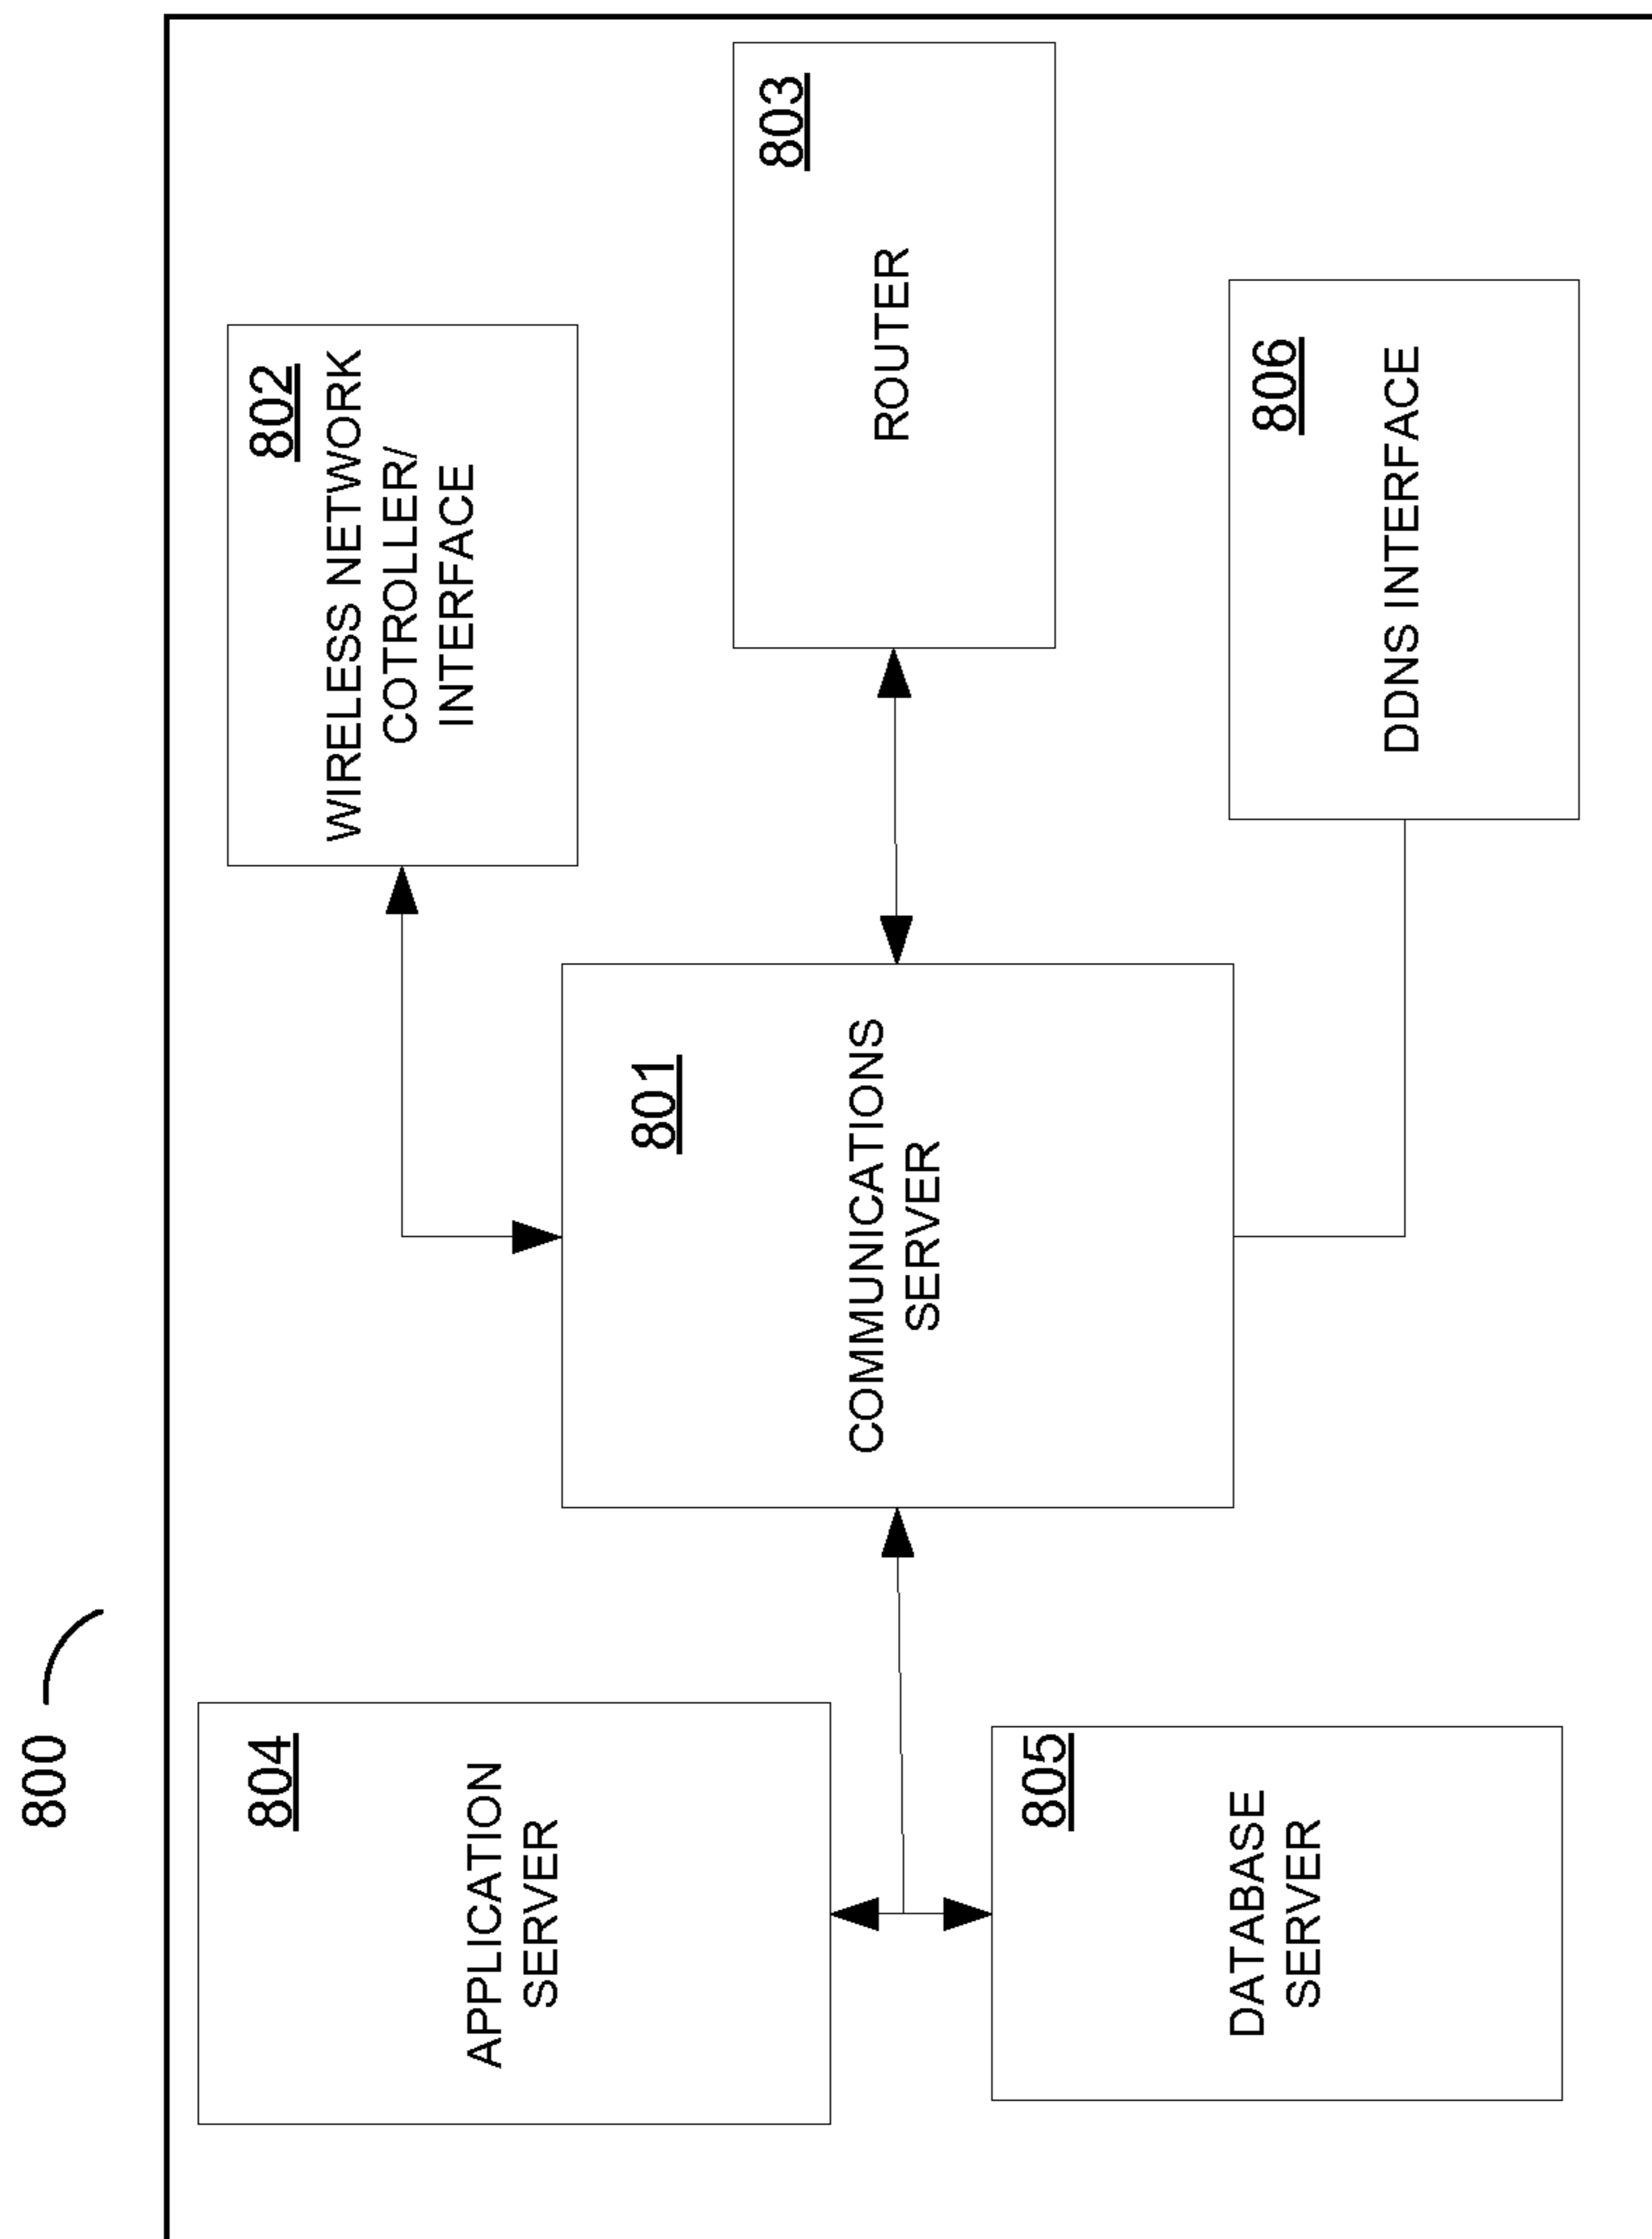 800
804
APPLICATION
SERVER
805
DATABASE
SERVER
801
COMMUNICATIONS
SERVER
802
WIRELESS NETWORK
COTROLLER/
INTERFACE
803
ROUTER
806
DDNS INTERFACE